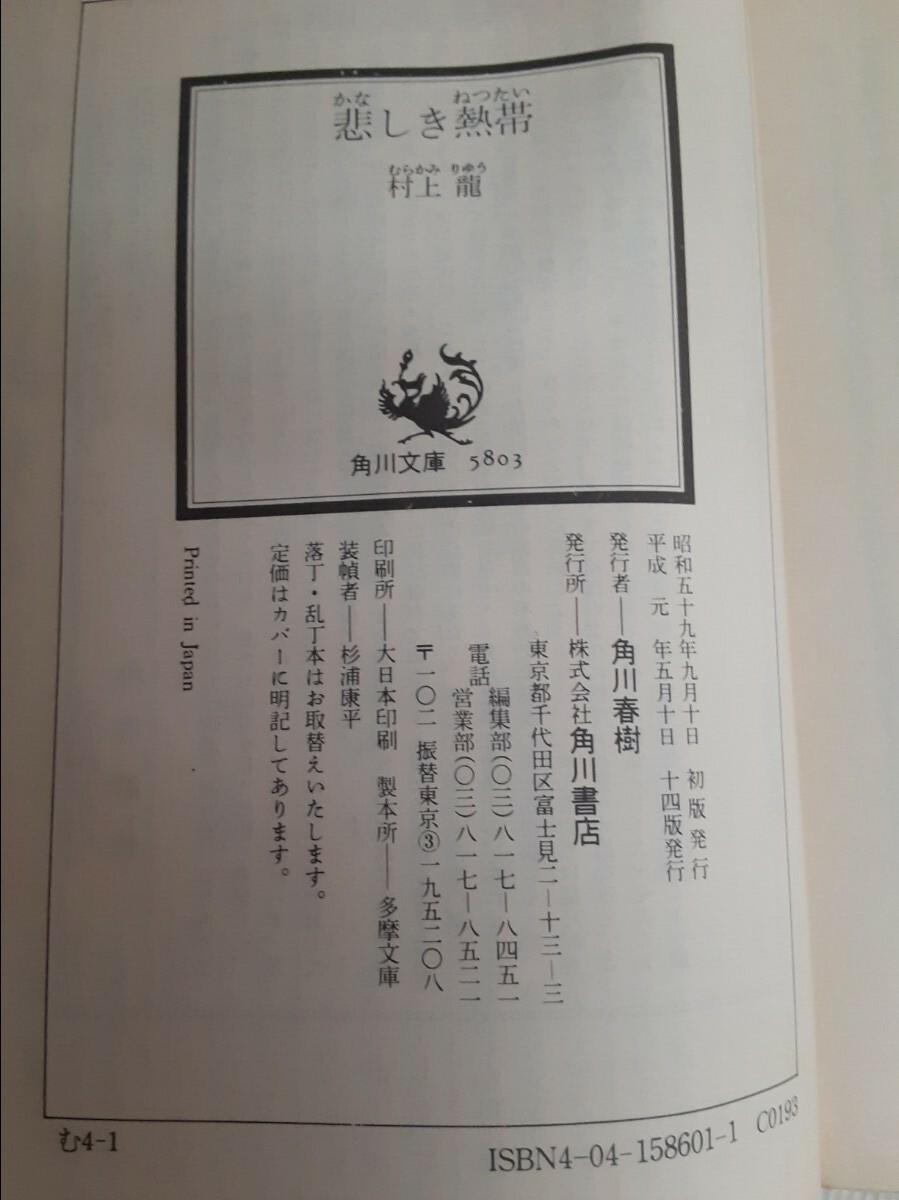 かな ねつたい
悲しき熱帯
むらかみ りゆう
村上 龍
角川文庫 5803
昭和五十九年九月十日 初版発行
平成 元 年五月十日 十四版発行
発行者―角川春樹
発行所―株式会社角川書店
東京都千代田区富士見二―十三―三
電話 編集部(〇三)八一七―八四五一
営業部(〇三)八一七―八五二一
〒一〇二 振替東京③一九五二〇八
印刷所―大日本印刷 製本所―多摩文庫
装幀者―杉浦康平
落丁・乱丁本はお取替えいたします。
定価はカバーに明記してあります。
Printed in Japan
む4-1
ISBN4-04-158601-1 C0193